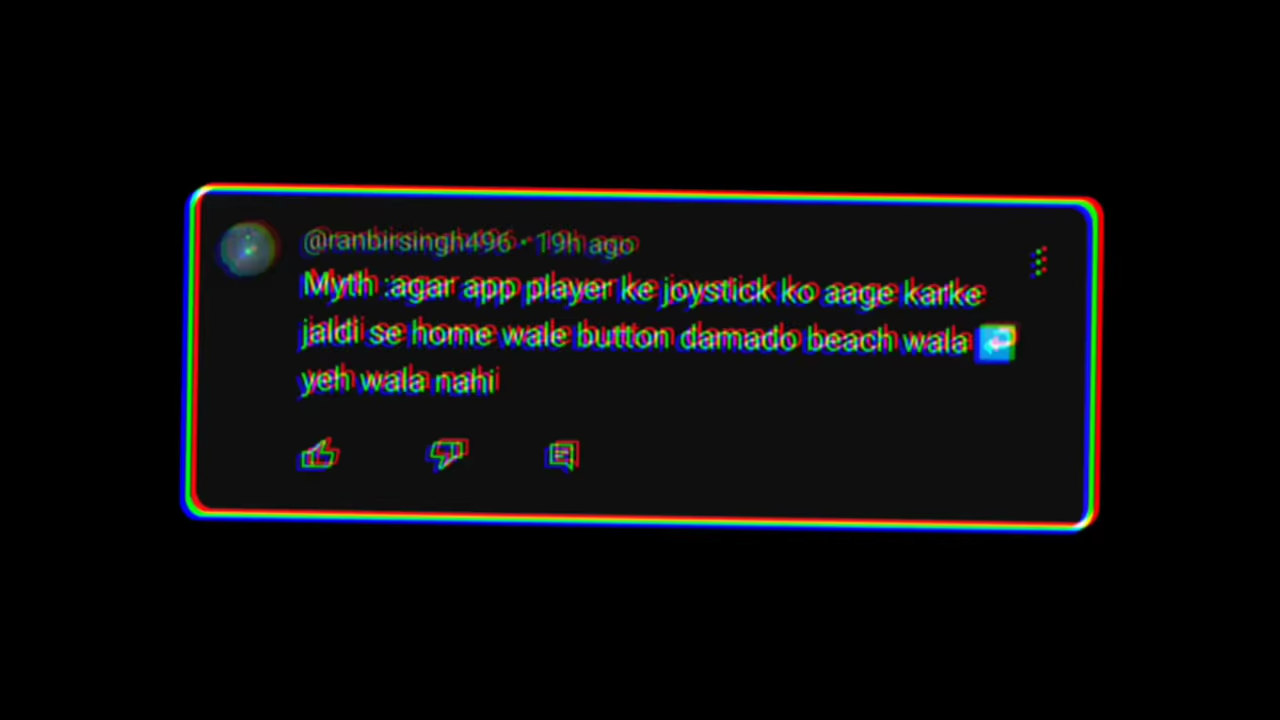 @ranbirsingh496 · 19h ago
Myth :agar app player ke joystick ko aage karke
jaldi se home wale button damado beach wala ↩️
yeh wala nahi